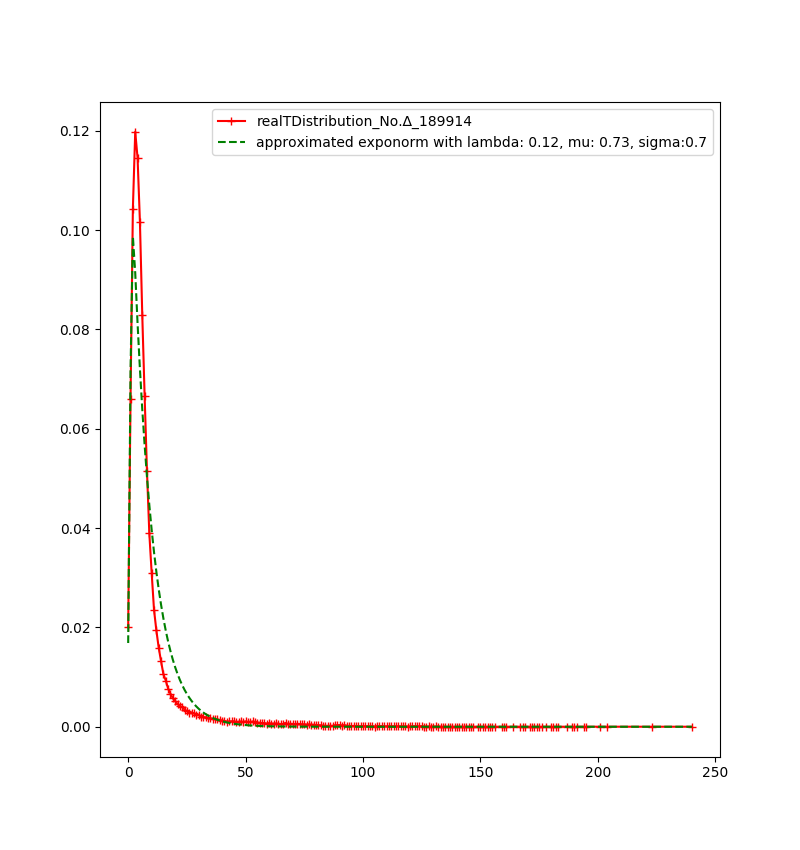 realTDistribution_No.Δ_189914
approximated exponorm with lambda: 0.12, mu: 0.73, sigma:0.7
0.12
0.10
0.08
0.06
0.04
0.02
0.00
0 50 100 150 200 250